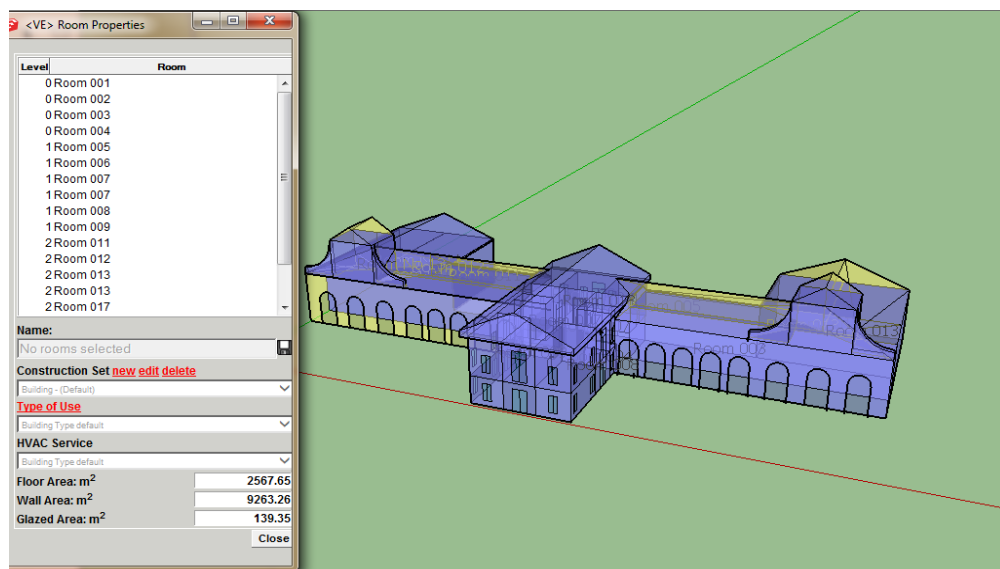 <VE> Room Properties
Level Room
0 Room 001
0 Room 002
0 Room 003
0 Room 004
1 Room 005
1 Room 006
1 Room 007
1 Room 007
1 Room 008
1 Room 009
2 Room 011
2 Room 012
2 Room 013
2 Room 013
2 Room 017
Name:
No rooms selected
Construction Set new edit delete
Building - (Default)
Type of Use
Building Type default
HVAC Service
Building Type default
Floor Area: m² 2567.65
Wall Area: m² 9263.26
Glazed Area: m² 139.35
Close
Room 013
Room 003